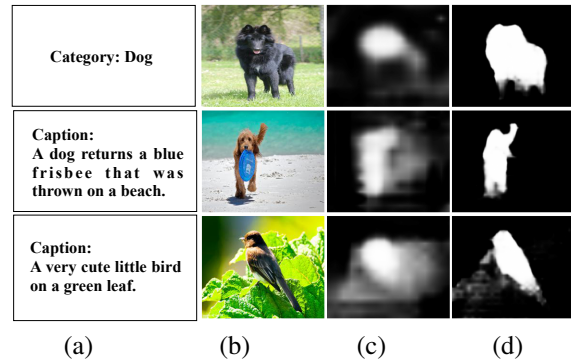 Category: Dog
Caption:
A dog returns a blue
frisbee that was
thrown on a beach.
Caption:
A very cute little bird
on a green leaf.
(a) (b) (c) (d)